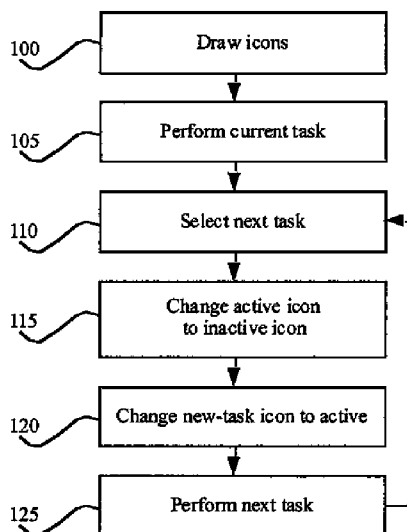 100
Draw icons
105
Perform current task
110
Select next task
115
Change active icon
to inactive icon
120
Change new-task icon to active
125
Perform next task